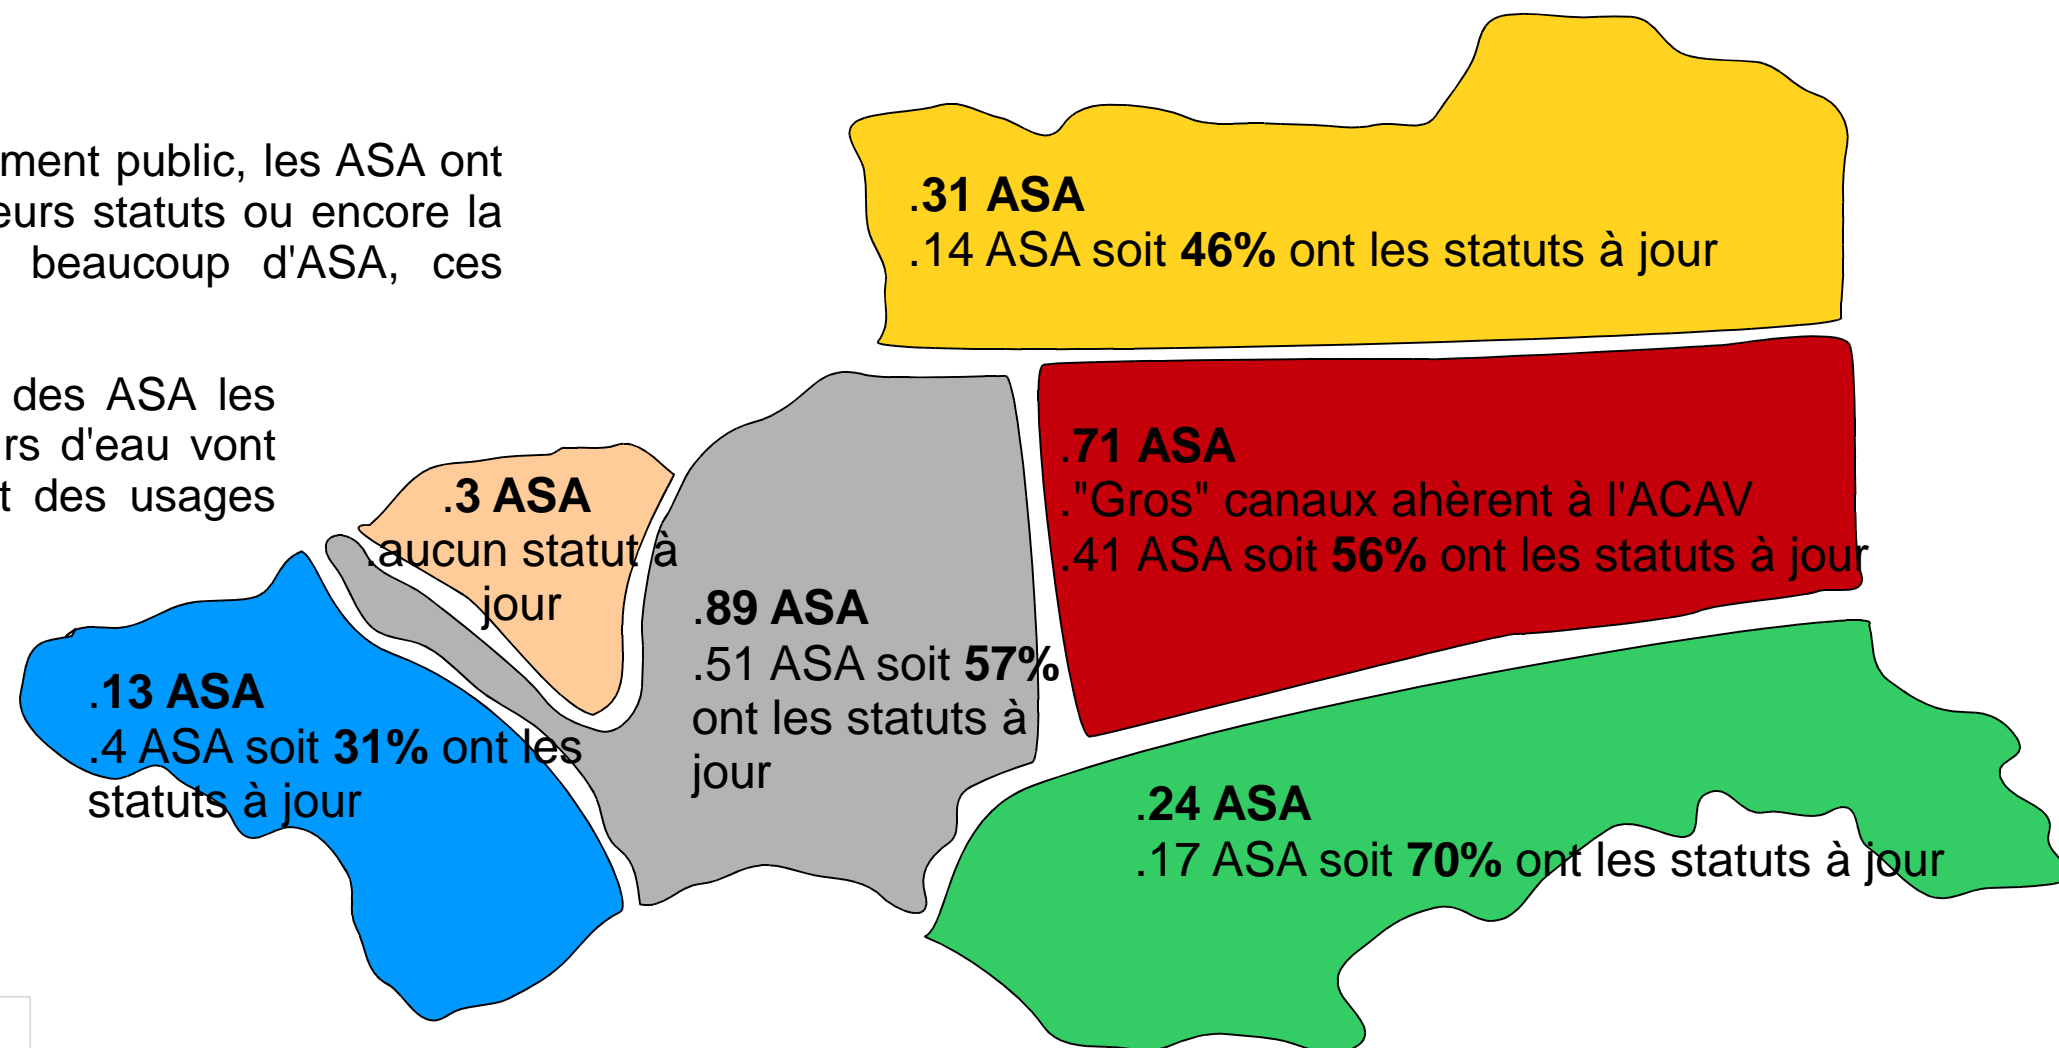 ment public, les ASA ont
eurs statuts ou encore la
beaucoup d'ASA, ces
des ASA les
rs d'eau vont
t des usages
.31 ASA
.14 ASA soit 46% ont les statuts à jour
.71 ASA
."Gros" canaux ahèrent à l'ACAV
.41 ASA soit 56% ont les statuts à jour
.3 ASA
.aucun statut à
jour
.89 ASA
.51 ASA soit 57%
ont les statuts à
jour
.13 ASA
.4 ASA soit 31% ont les
statuts à jour
.24 ASA
.17 ASA soit 70% ont les statuts à jour